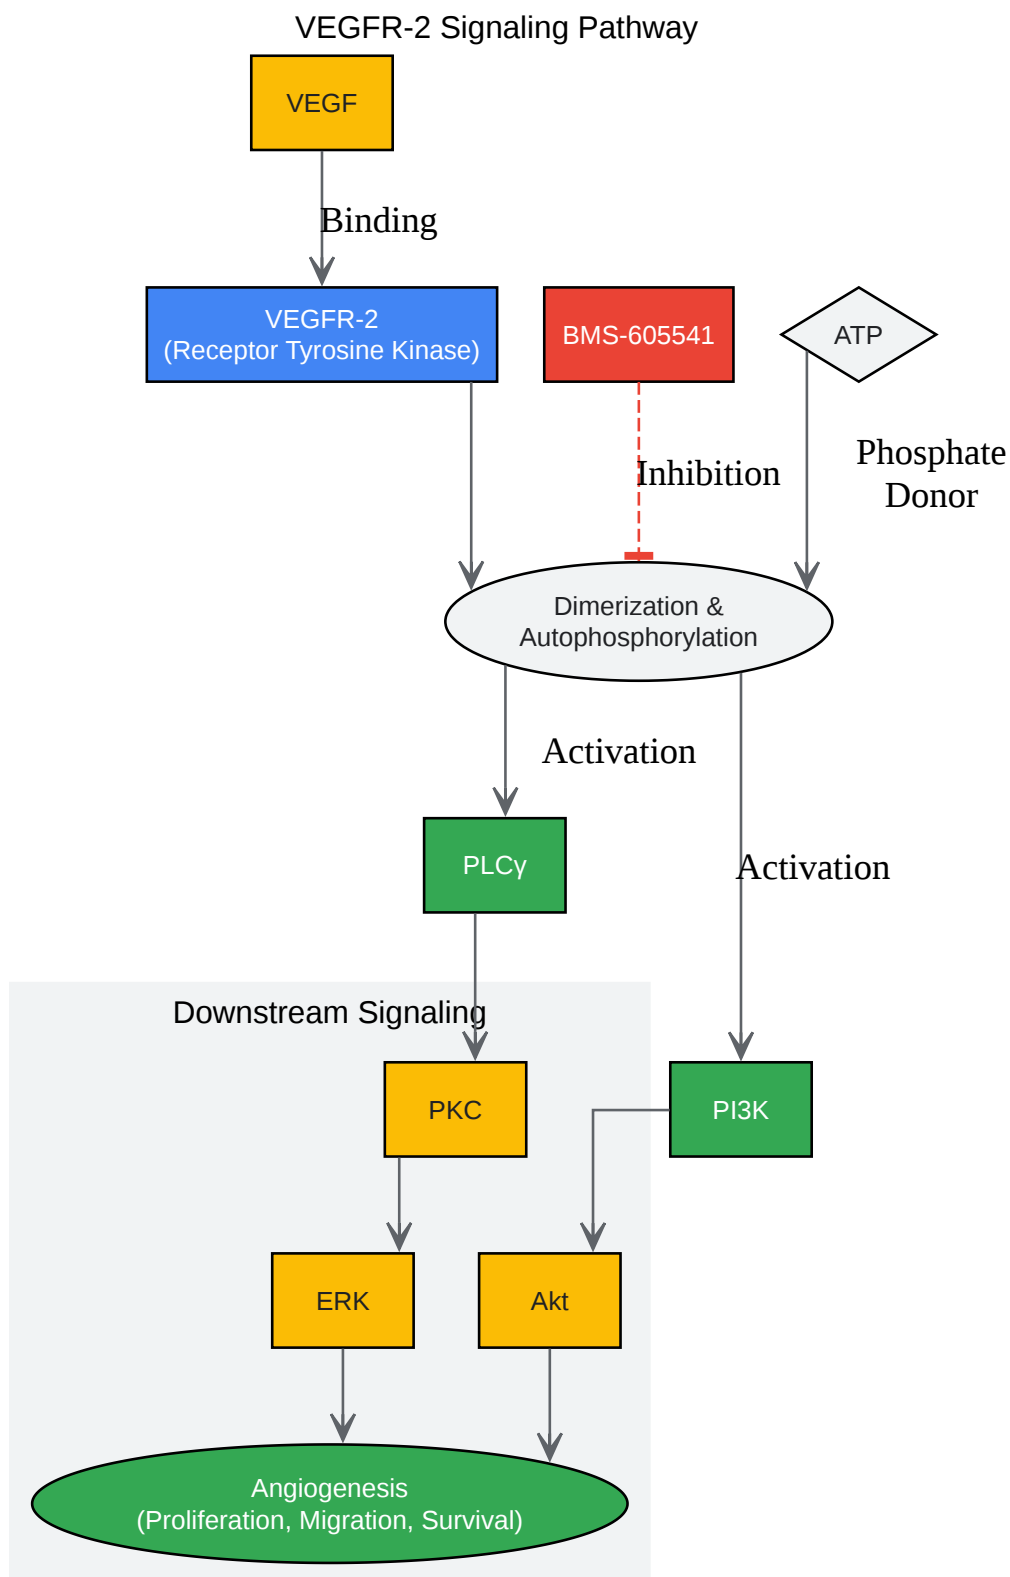 VEGFR-2 Signaling Pathway
VEGF
Binding
VEGFR-2
(Receptor Tyrosine Kinase)
BMS-605541
ATP
Inhibition
Phosphate
Donor
Dimerization &
Autophosphorylation
Activation
PLCγ
Activation
Downstream Signaling
PKC
PI3K
ERK
Akt
Angiogenesis
(Proliferation, Migration, Survival)